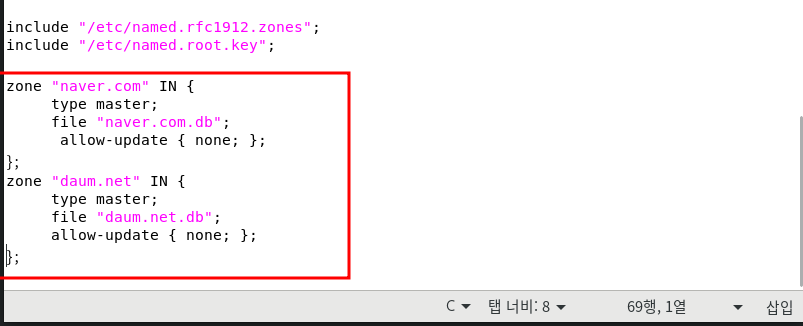 include "/etc/named.rfc1912.zones";
include "/etc/named.root.key";
zone "naver.com" IN {
     type master;
     file "naver.com.db";
      allow-update { none; };
};
zone "daum.net" IN {
     type master;
     file "daum.net.db";
     allow-update { none; };
};
C 탭 너비: 8 69행, 1열 삽입